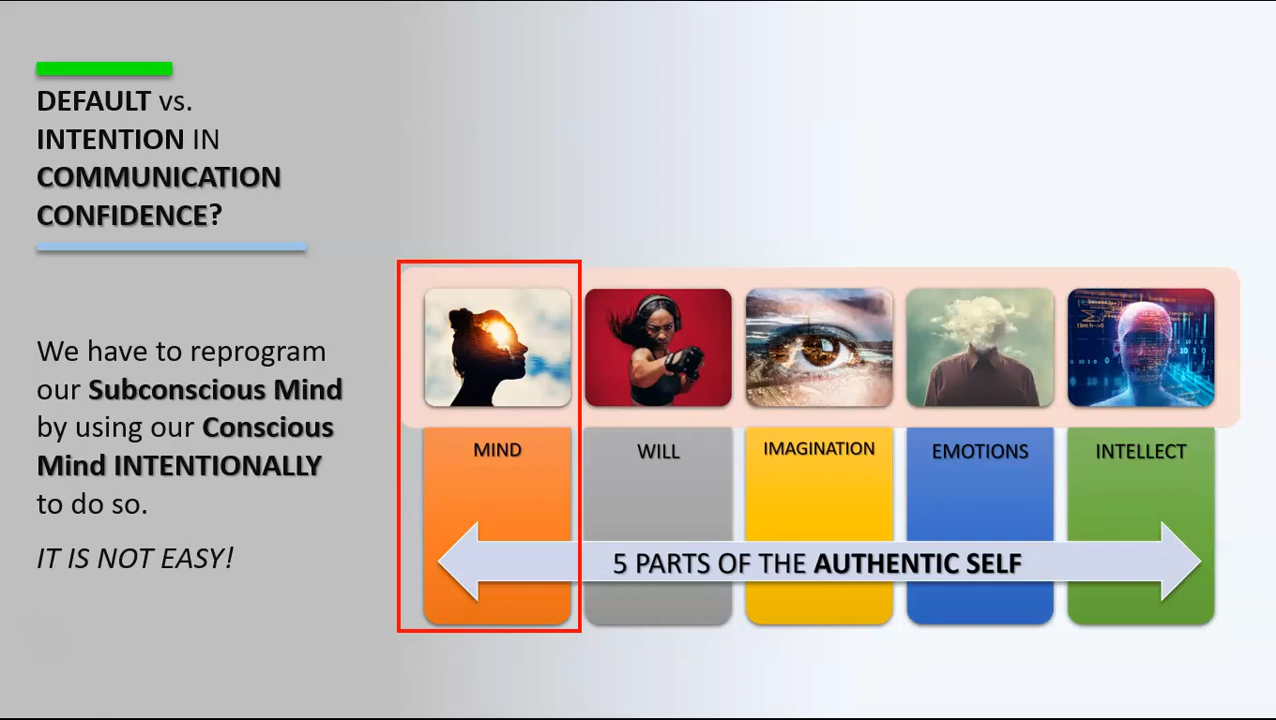 DEFAULT vs.
INTENTION IN
COMMUNICATION
CONFIDENCE?
We have to reprogram
our Subconscious Mind
by using our Conscious
Mind INTENTIONALLY
to do so.
IT IS NOT EASY!
MIND
WILL
IMAGINATION
EMOTIONS
INTELLECT
5 PARTS OF THE AUTHENTIC SELF